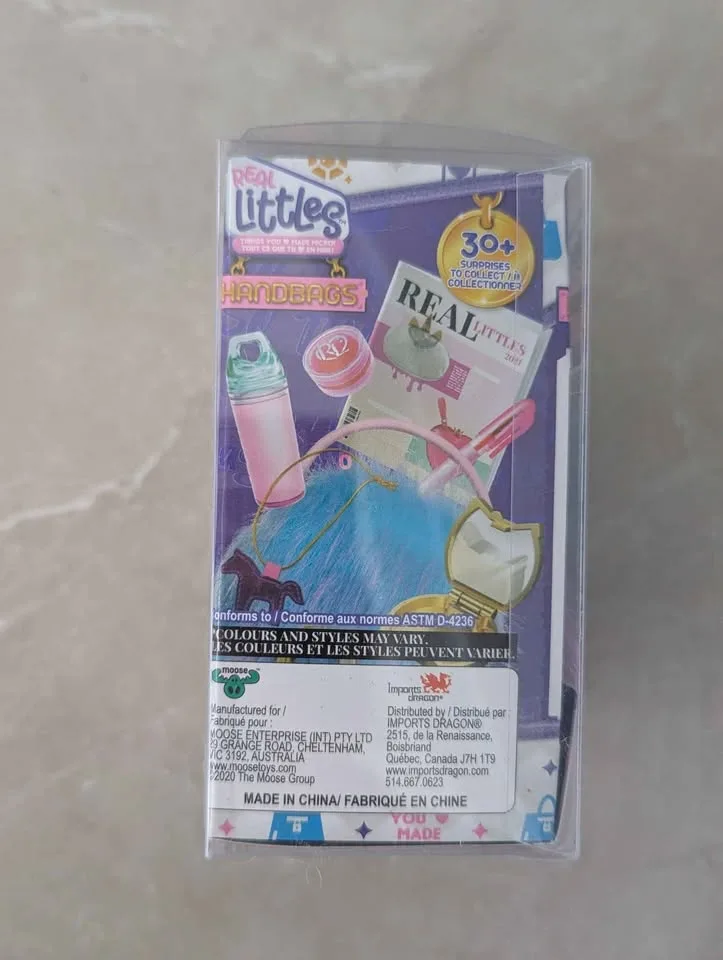 REAL
Littles
THINGS YOU ♥ MADE MICRO!
TOUT CE QUE TU ♥ EN MINI!
HANDBAGS
30+
SURPRISES
TO COLLECT / À
COLLECTIONNER
REAL
LITTLES
2021
onforms to / Conforme aux normes ASTM D-4236
*COLOURS AND STYLES MAY VARY.
LES COULEURS ET LES STYLES PEUVENT VARIER.
moose
Manufactured for /
Fabriqué pour :
MOOSE ENTERPRISE (INT) PTY LTD
29 GRANGE ROAD, CHELTENHAM,
VIC 3192, AUSTRALIA
www.moosetoys.com
©2020 The Moose Group
Imports
DRAGON®
Distributed by / Distribué par
IMPORTS DRAGON®
2515, de la Renaissance,
Boisbriand
Québec, Canada J7H 1T9
www.importsdragon.com
514.667.0623
MADE IN CHINA/ FABRIQUÉ EN CHINE
YOU ♥
MADE